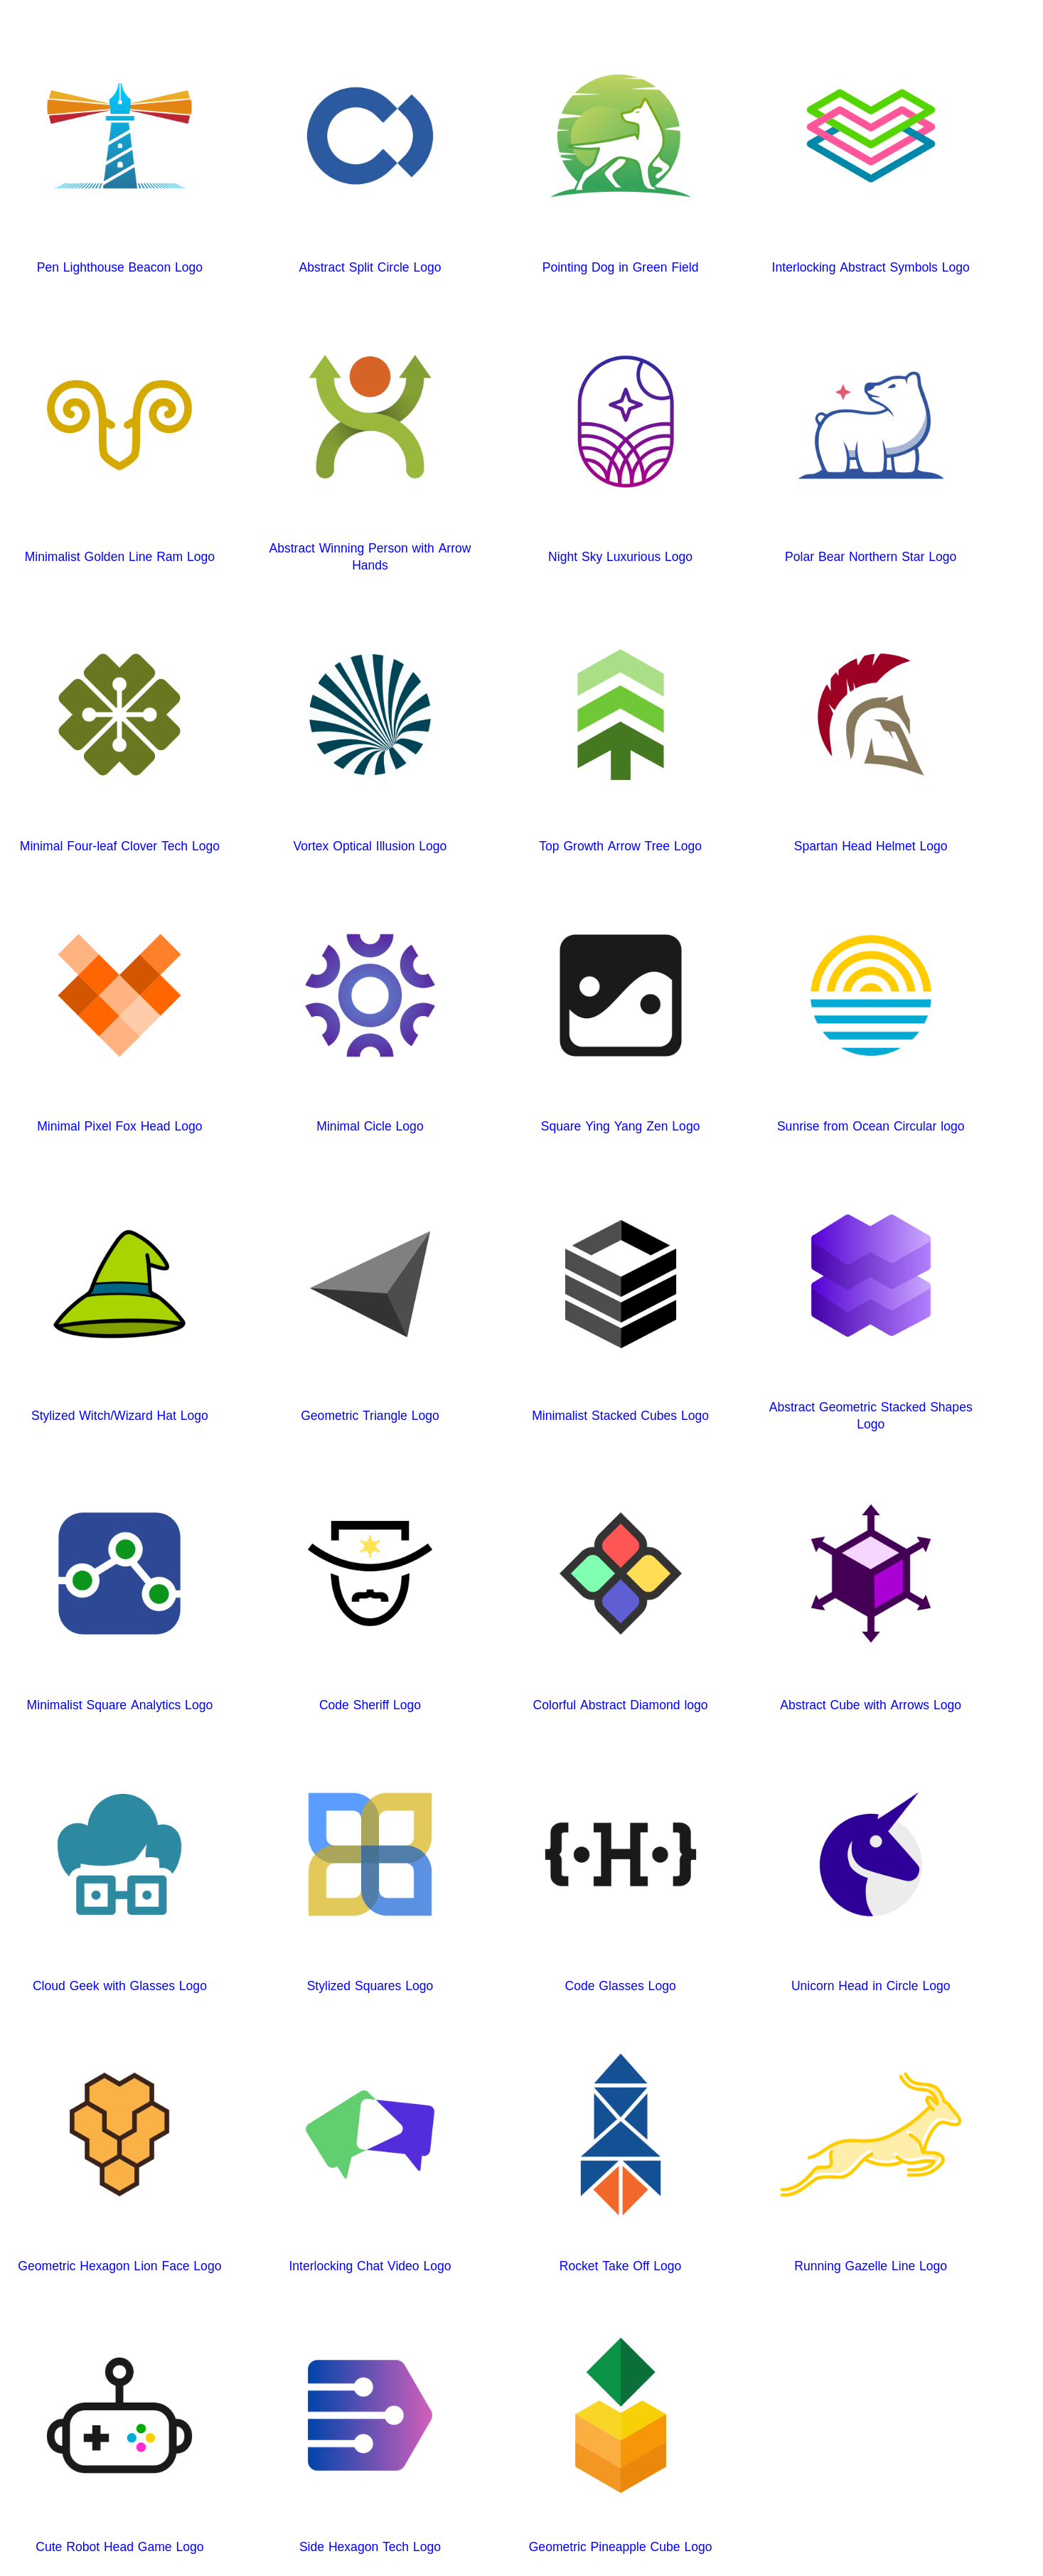 Pen Lighthouse Beacon Logo
Abstract Split Circle Logo
Pointing Dog in Green Field
Interlocking Abstract Symbols Logo
Minimalist Golden Line Ram Logo
Abstract Winning Person with Arrow
Hands
Night Sky Luxurious Logo
Polar Bear Northern Star Logo
Minimal Four-leaf Clover Tech Logo
Vortex Optical Illusion Logo
Top Growth Arrow Tree Logo
Spartan Head Helmet Logo
Minimal Pixel Fox Head Logo
Minimal Cicle Logo
Square Ying Yang Zen Logo
Sunrise from Ocean Circular logo
Stylized Witch/Wizard Hat Logo
Geometric Triangle Logo
Minimalist Stacked Cubes Logo
Abstract Geometric Stacked Shapes
Logo
Minimalist Square Analytics Logo
Code Sheriff Logo
Colorful Abstract Diamond logo
Abstract Cube with Arrows Logo
{·H·}
Cloud Geek with Glasses Logo
Stylized Squares Logo
Code Glasses Logo
Unicorn Head in Circle Logo
Geometric Hexagon Lion Face Logo
Interlocking Chat Video Logo
Rocket Take Off Logo
Running Gazelle Line Logo
Cute Robot Head Game Logo
Side Hexagon Tech Logo
Geometric Pineapple Cube Logo